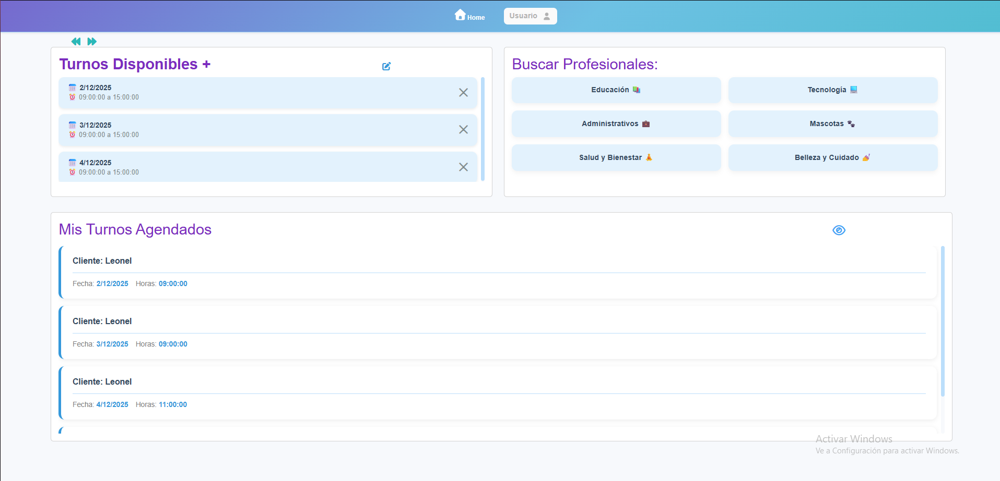 Home
Usuario
Turnos Disponibles +
2/12/2025
09:00:00 a 15:00:00
3/12/2025
09:00:00 a 15:00:00
4/12/2025
09:00:00 a 15:00:00
Buscar Profesionales:
Educación
Tecnología
Administrativos
Mascotas
Salud y Bienestar
Belleza y Cuidado
Mis Turnos Agendados
Cliente: Leonel
Fecha: 2/12/2025 Horas: 09:00:00
Cliente: Leonel
Fecha: 3/12/2025 Horas: 09:00:00
Cliente: Leonel
Fecha: 4/12/2025 Horas: 11:00:00
Activar Windows
Ve a Configuración para activar Windows.